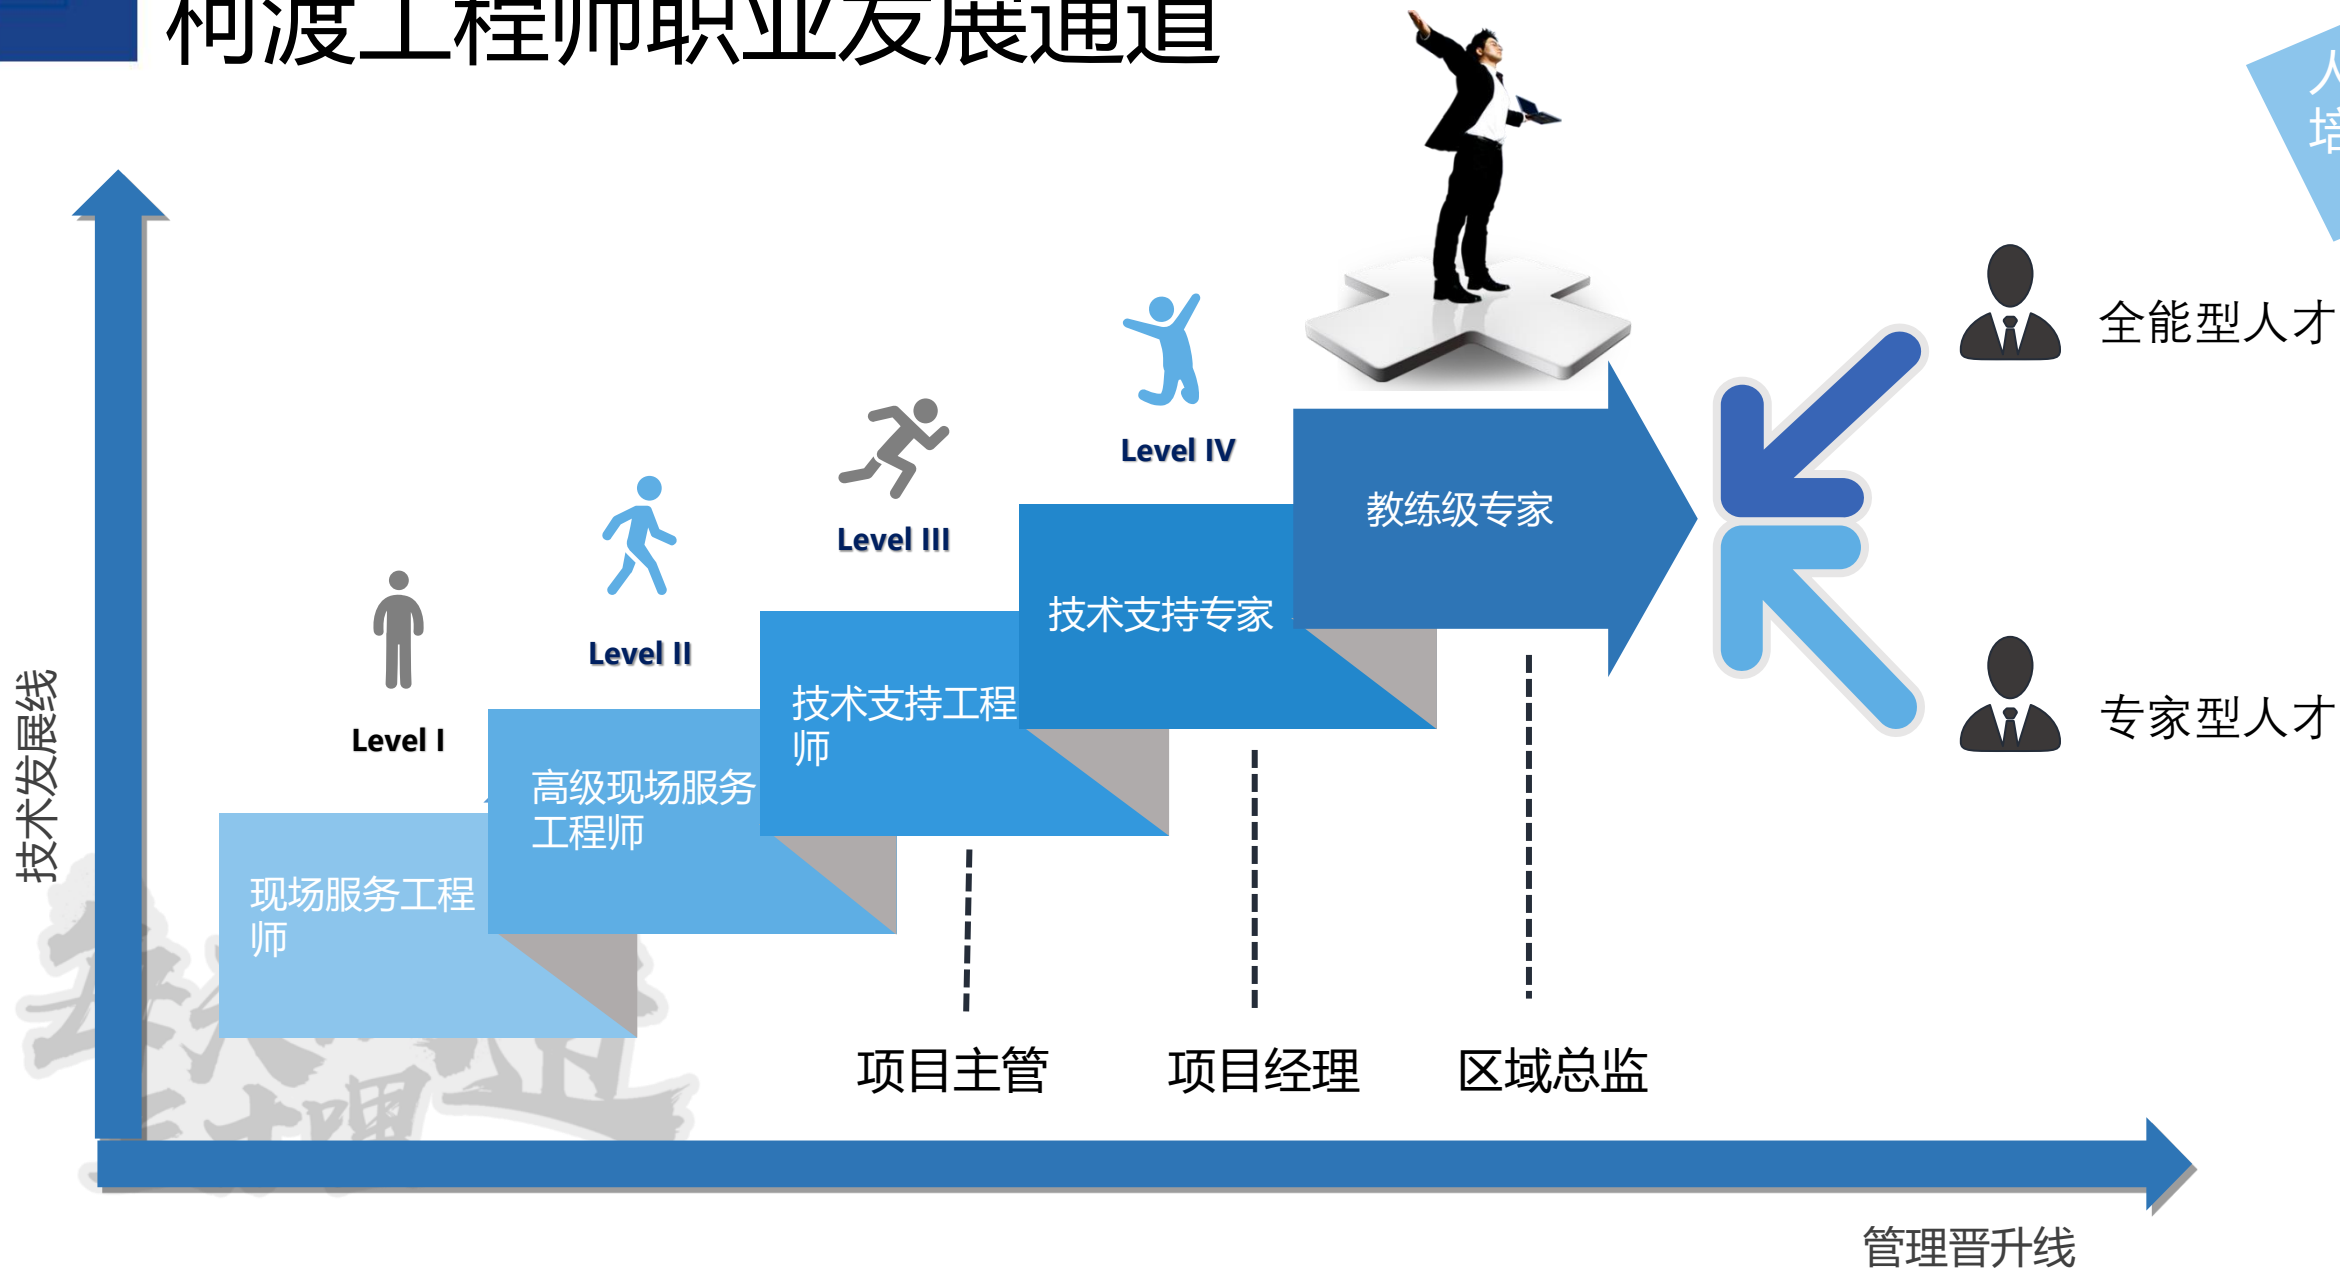 柯渡工程师职业发展通道
全能型人才
Level IV
教练级专家
Level III
技术支持专家
Level II
技术支持工程
师
专家型人才
Level I
高级现场服务
工程师
技术发展线
现场服务工程
师
项目主管
项目经理
区域总监
管理晋升线